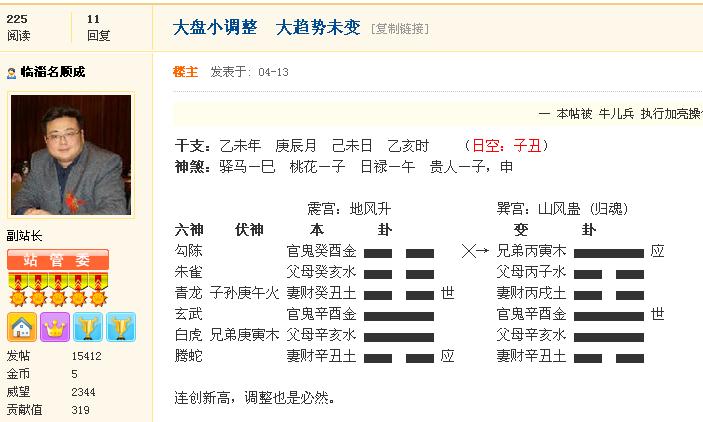 225
11
阅读
回复
大盘小调整 大趋势未变 [复制链接]
临淄名顾成
楼主 发表于: 04-13
— 本帖被 牛儿兵 执行加亮操
干支：乙未年 庚辰月 己未日 乙亥时 （日空：子丑）
神煞：驿马—巳 桃花—子 日禄—午 贵人—子，申
震宫：地风升 巽宫：山风蛊 (归魂)
六神 伏神 本 卦 变 卦
勾陈 官鬼癸酉金 ╳→ 兄弟丙寅木 应
朱雀 父母癸亥水 父母丙子水
青龙 子孙庚午火 妻财癸丑土 世 妻财丙戌土
玄武 官鬼辛酉金 官鬼辛酉金 世
白虎 兄弟庚寅木 父母辛亥水 父母辛亥水
腾蛇 妻财辛丑土 应 妻财辛丑土
连创新高，调整也是必然。
副站长
站 管 委
发帖 15412
金币 5
威望 2344
贡献值 319